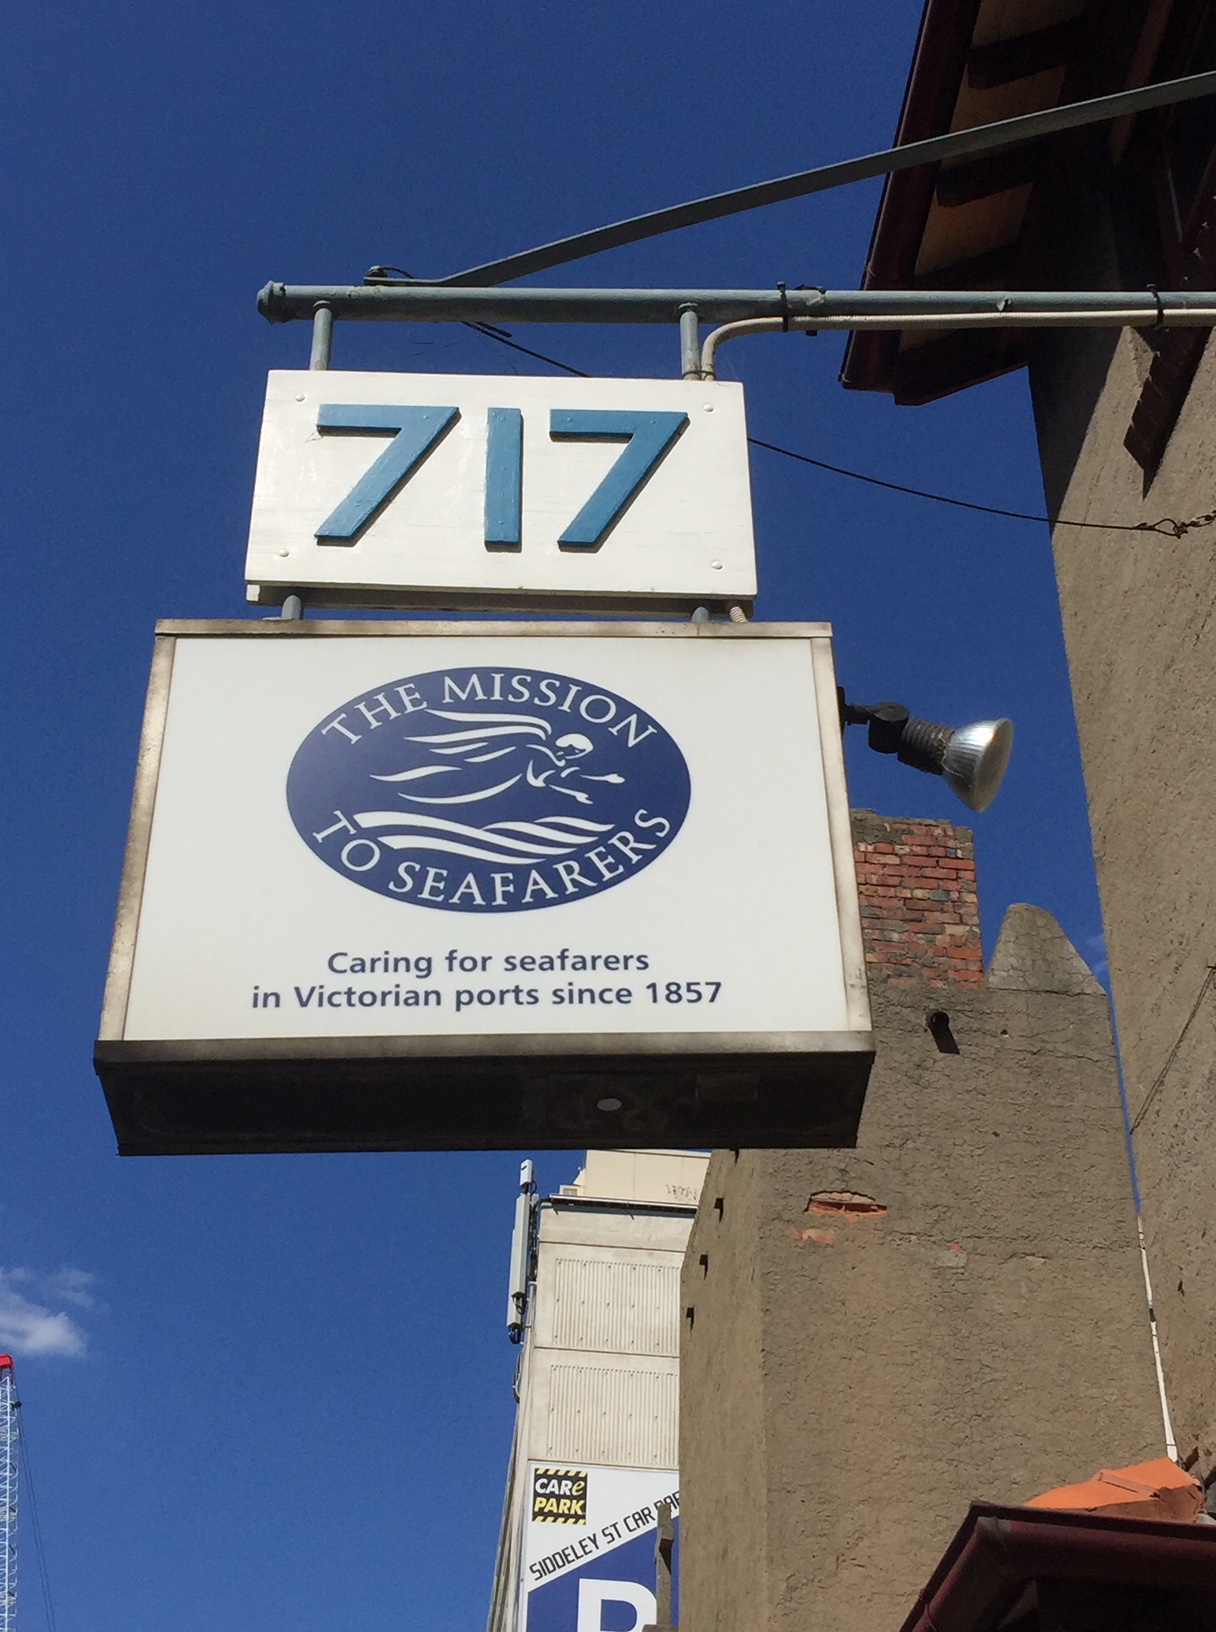 717
THE MISSION
TO SEAFARERS
Caring for seafarers
in Victorian ports since 1857
CARe
PARK
SIDDELEY ST CAR
P